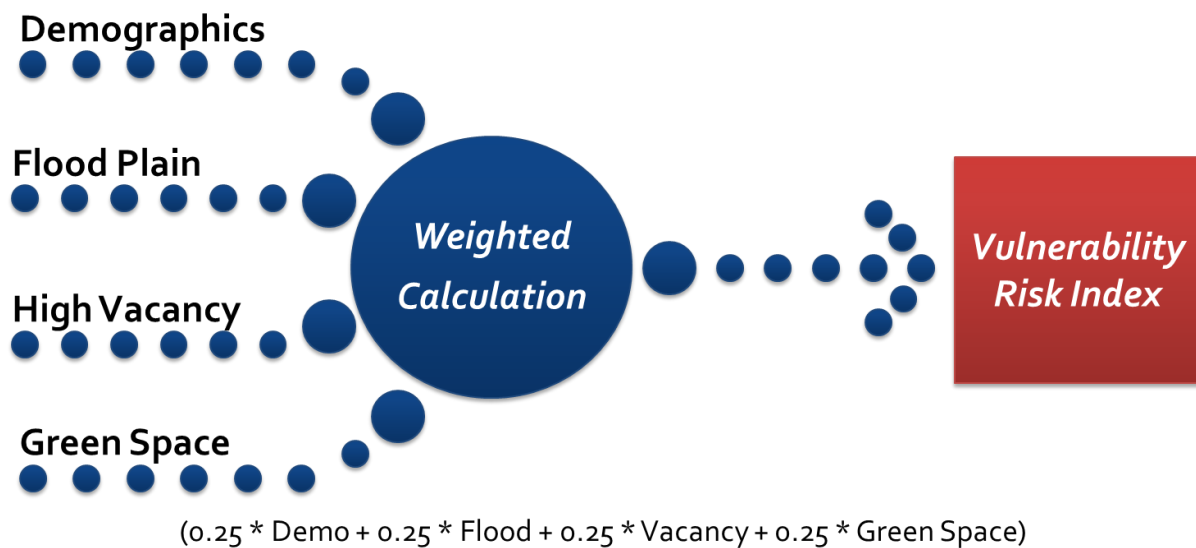 Demographics
Flood Plain
High Vacancy
Green Space
Weighted
Calculation
Vulnerability
Risk Index
(0.25 * Demo + 0.25 * Flood + 0.25 * Vacancy + 0.25 * Green Space)